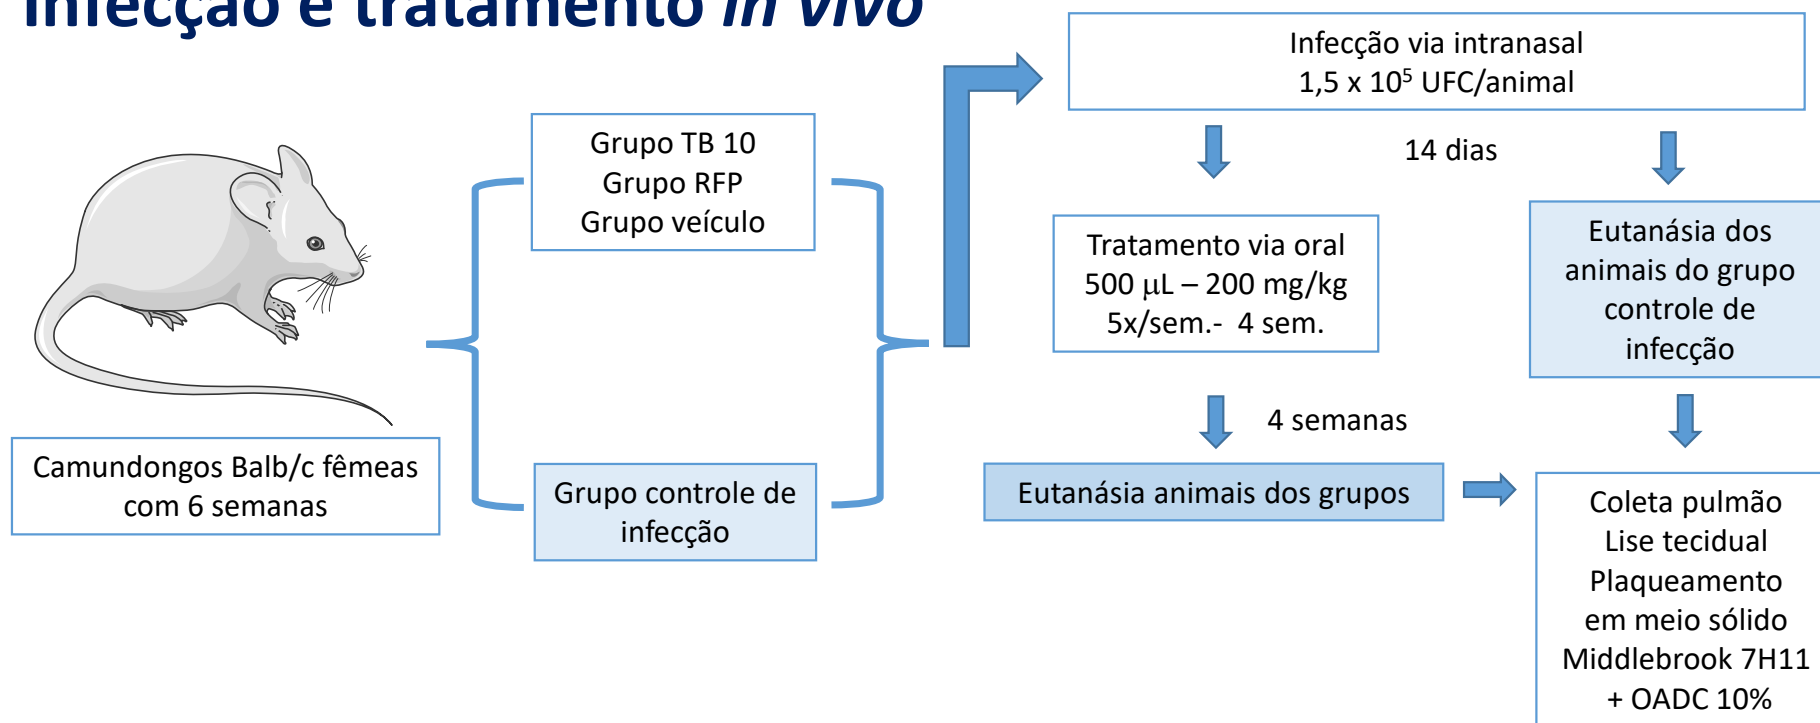 Infecção e tratamento in vivo
Infecção via intranasal
1,5 x 10⁵ UFC/animal
Grupo TB 10
Grupo RFP
Grupo veículo
14 dias
Tratamento via oral
500 μL – 200 mg/kg
5x/sem.- 4 sem.
Eutanásia dos
animais do grupo
controle de
infecção
4 semanas
Camundongos Balb/c fêmeas
com 6 semanas
Grupo controle de
infecção
Eutanásia animais dos grupos
Coleta pulmão
Lise tecidual
Plaqueamento
em meio sólido
Middlebrook 7H11
+ OADC 10%